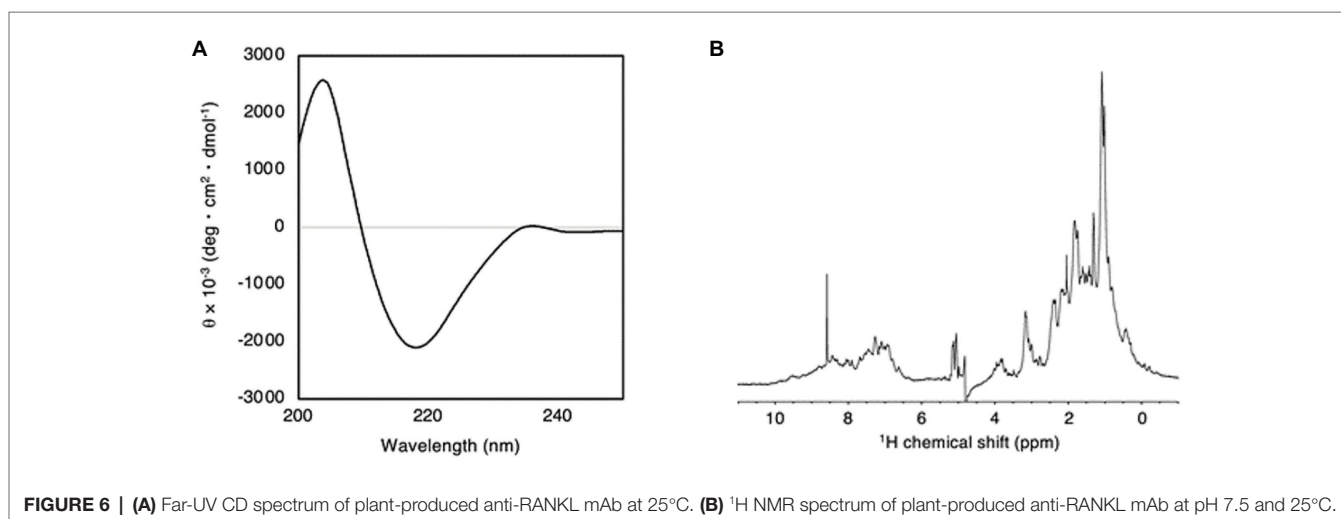 A
3000
2000
1000
0
-1000
-2000
-3000
θ × 10⁻³ (deg・cm²・dmol⁻¹)
200
220
240
Wavelength (nm)
B
10
8
6
4
2
0
¹H chemical shift (ppm)
FIGURE 6 | (A) Far-UV CD spectrum of plant-produced anti-RANKL mAb at 25°C. (B) ¹H NMR spectrum of plant-produced anti-RANKL mAb at pH 7.5 and 25°C.